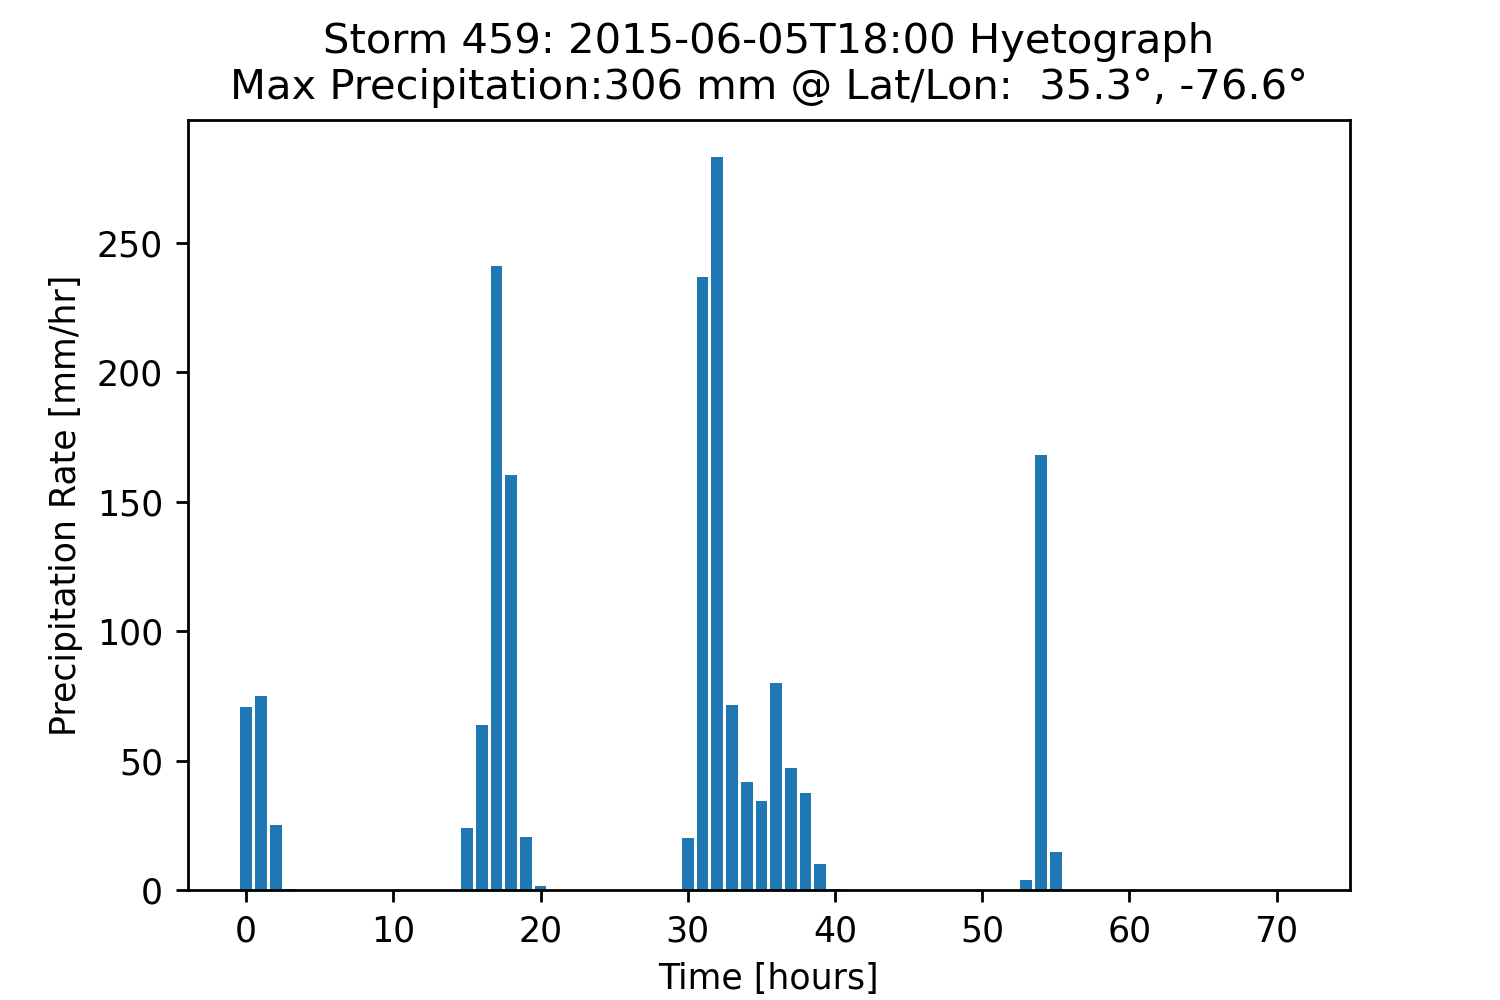 Storm 459: 2015-06-05T18:00 Hyetograph
Max Precipitation:306 mm @ Lat/Lon:  35.3°, -76.6°
Precipitation Rate [mm/hr]
250
200
150
100
50
0
0 10 20 30 40 50 60 70
Time [hours]